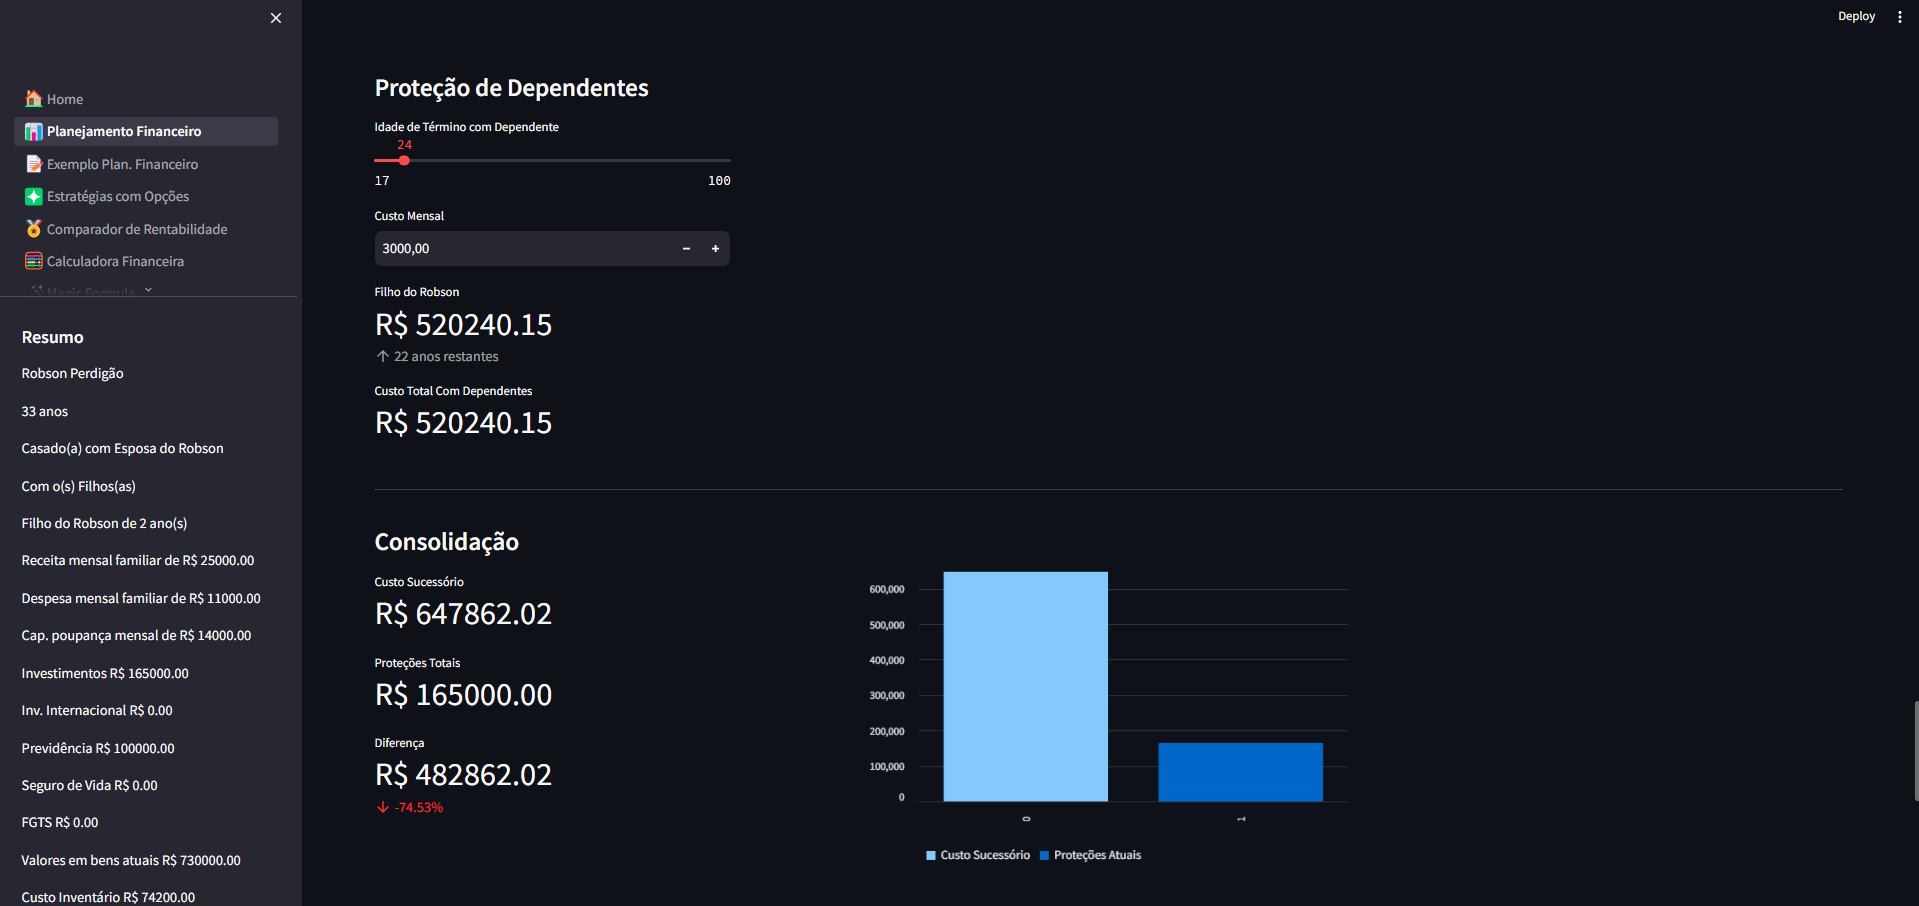 Deploy
Home
Planejamento Financeiro
Exemplo Plan. Financeiro
Estratégias com Opções
Comparador de Rentabilidade
Calculadora Financeira
Magic Formula
Resumo
Robson Perdigão
33 anos
Casado(a) com Esposa do Robson
Com o(s) Filhos(as)
Filho do Robson de 2 ano(s)
Receita mensal familiar de R$ 25000.00
Despesa mensal familiar de R$ 11000.00
Cap. poupança mensal de R$ 14000.00
Investimentos R$ 165000.00
Inv. Internacional R$ 0.00
Previdência R$ 100000.00
Seguro de Vida R$ 0.00
FGTS R$ 0.00
Valores em bens atuais R$ 730000.00
Custo Inventário R$ 74200.00
Proteção de Dependentes
Idade de Término com Dependente
24
17 100
Custo Mensal
3000,00
Filho do Robson
R$ 520240.15
22 anos restantes
Custo Total Com Dependentes
R$ 520240.15
Consolidação
Custo Sucessório
R$ 647862.02
Proteções Totais
R$ 165000.00
Diferença
R$ 482862.02
-74.53%
600,000
500,000
400,000
300,000
200,000
100,000
0
0 1
Custo Sucessório Proteções Atuais